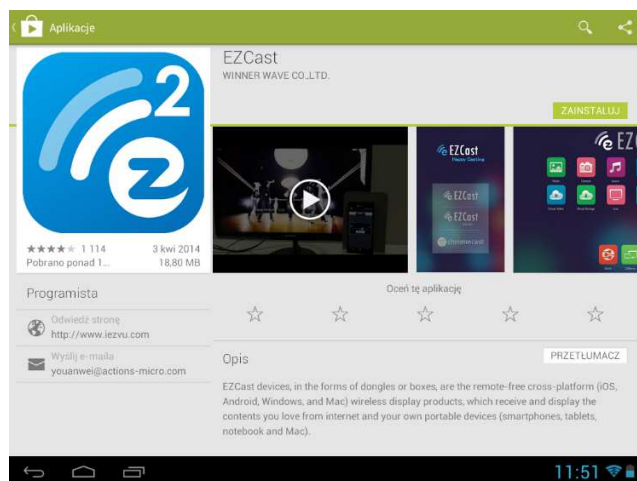 Aplikacje
2
e
EZCast
WINNER WAVE CO.,LTD.
ZAINSTALUJ
★★★★★ 1 114
3 kwi 2014
Pobrano ponad 1...
18,80 MB
EZCast
EZCast
EZCast
chromecast
EZC
Programista
Odwiedź stronę
http://www.iezvu.com
Wyślij e-maila
youanwei@actions-micro.com
Oceń tę aplikację
Opis
PRZETŁUMACZ
EZCast devices, in the forms of dongles or boxes, are the remote-free cross-platform (iOS,
Android, Windows, and Mac) wireless display products, which receive and display the
contents you love from internet and your own portable devices (smartphones, tablets,
notebook and Mac).
11:51